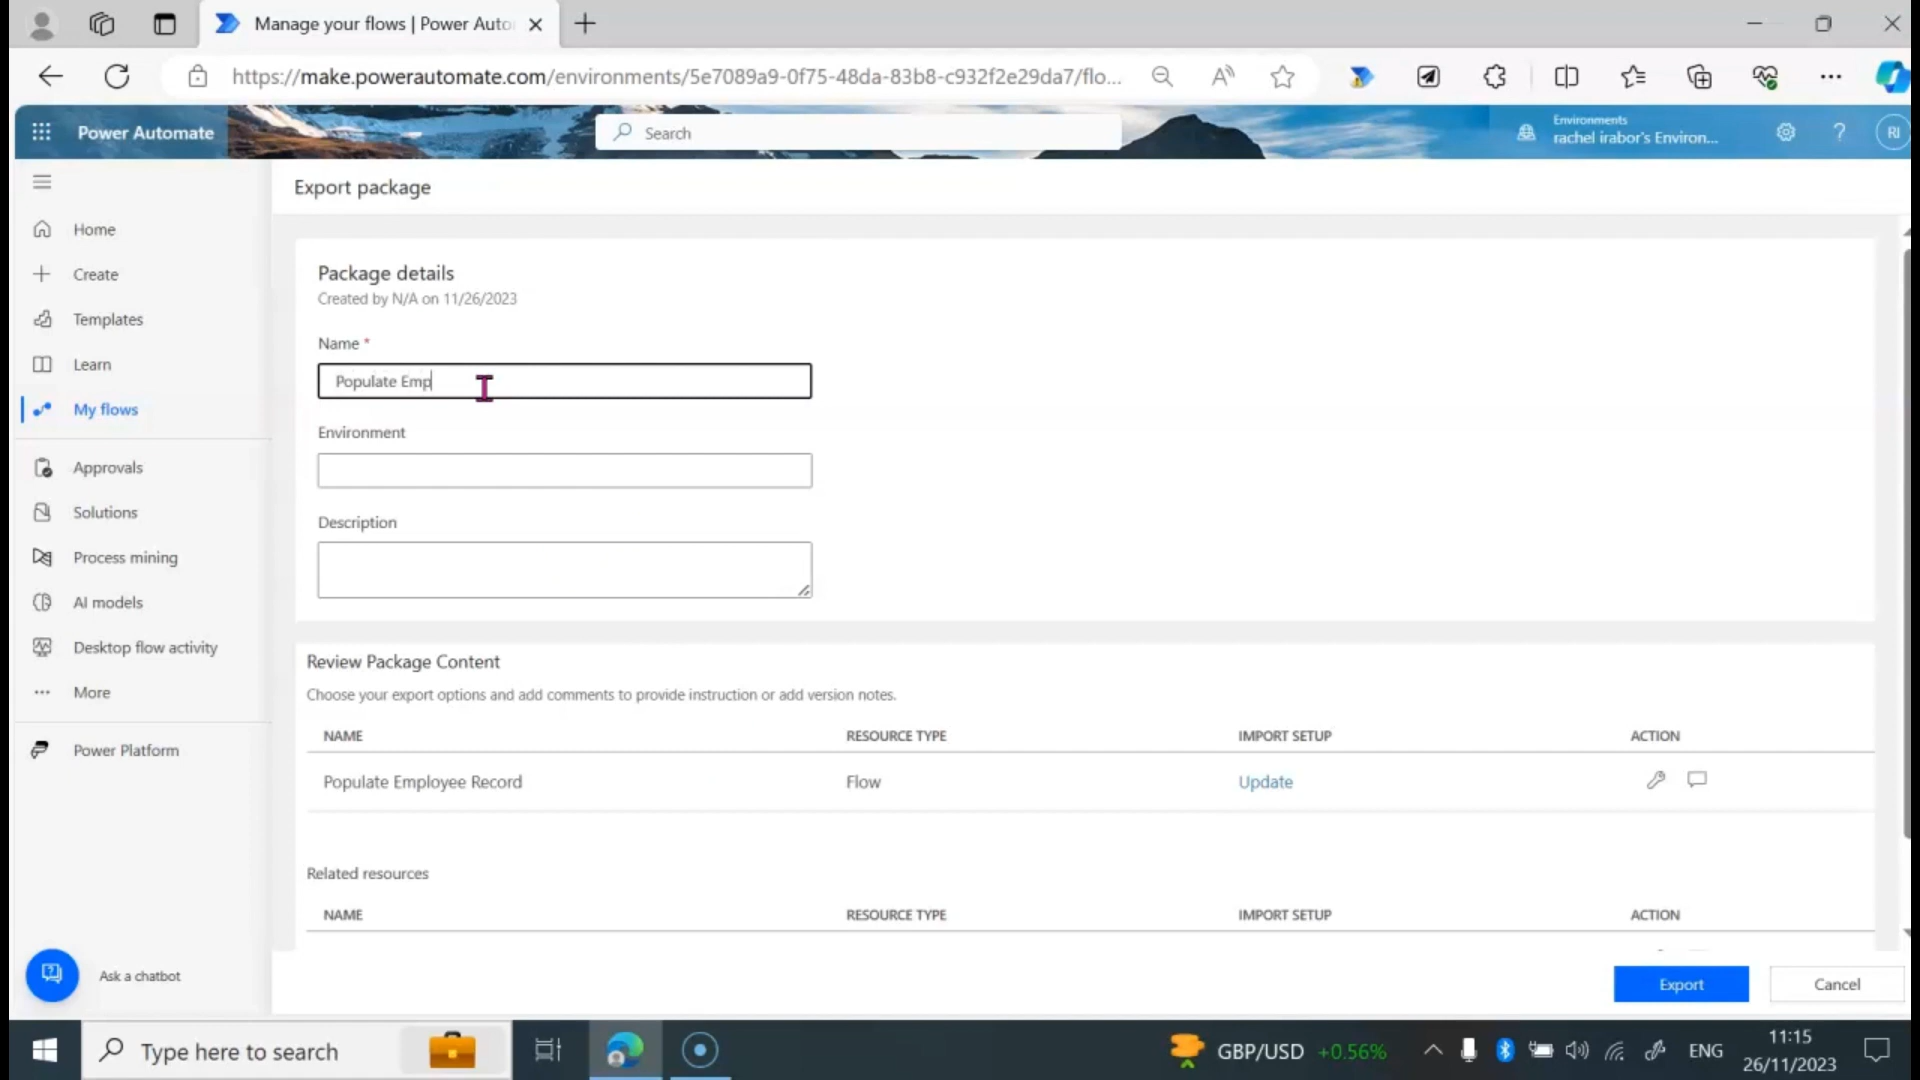 Manage your flows | Power Auto
https://make.powerautomate.com/environments/5e7089a9-0f75-48da-83b8-c932f2e29da7/flo...
Power Automate
Search
Environments
rachel irabor's Environ...
RI
Home
Create
Templates
Learn
My flows
Approvals
Solutions
Process mining
AI models
Desktop flow activity
More
Power Platform
Ask a chatbot
Export package
Package details
Created by N/A on 11/26/2023
Name *
Populate Emp
Environment
Description
Review Package Content
Choose your export options and add comments to provide instruction or add version notes.
NAME RESOURCE TYPE IMPORT SETUP ACTION
Populate Employee Record Flow Update
Related resources
NAME RESOURCE TYPE IMPORT SETUP ACTION
Export Cancel
Type here to search
GBP/USD +0.56%
ENG
11:15
26/11/2023